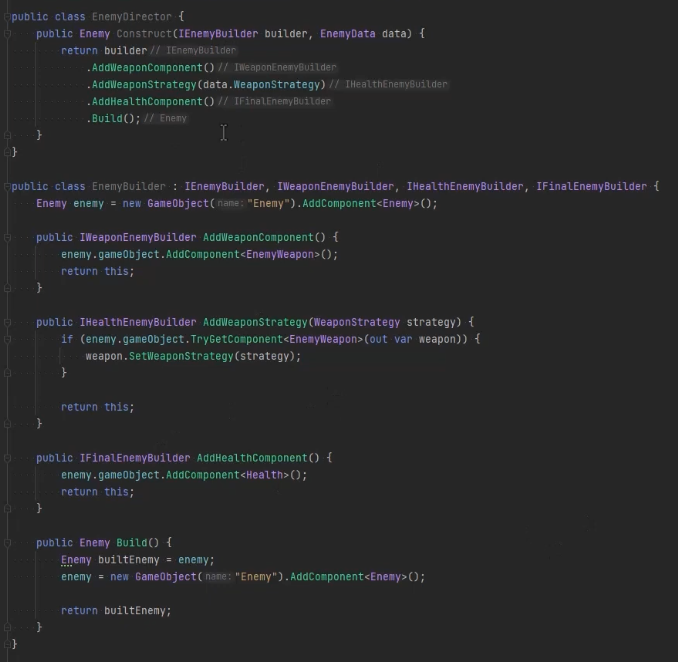 public class EnemyDirector {
public Enemy Construct(IEnemyBuilder builder, EnemyData data) {
return builder // IEnemyBuilder
.AddWeaponComponent() // IWeaponEnemyBuilder
.AddWeaponStrategy(data.WeaponStrategy) // IHealthEnemyBuilder
.AddHealthComponent() // IFinalEnemyBuilder
.Build(); // Enemy
}
}
public class EnemyBuilder : IEnemyBuilder, IWeaponEnemyBuilder, IHealthEnemyBuilder, IFinalEnemyBuilder {
Enemy enemy = new GameObject( name: "Enemy").AddComponent<Enemy>();
public IWeaponEnemyBuilder AddWeaponComponent() {
enemy.gameObject.AddComponent<EnemyWeapon>();
return this;
}
public IHealthEnemyBuilder AddWeaponStrategy(WeaponStrategy strategy) {
if (enemy.gameObject.TryGetComponent<EnemyWeapon>(out var weapon)) {
weapon.SetWeaponStrategy(strategy);
}
return this;
}
public IFinalEnemyBuilder AddHealthComponent() {
enemy.gameObject.AddComponent<Health>();
return this;
}
public Enemy Build() {
Enemy builtEnemy = enemy;
enemy = new GameObject( name: "Enemy").AddComponent<Enemy>();
return builtEnemy;
}
}